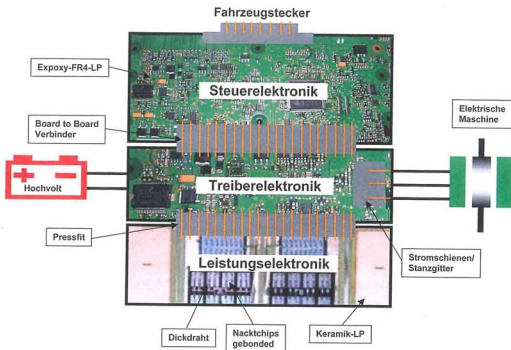 Fahrzeugstecker
Expoxy-FR4-LP
Steuerelektronik
Board to Board
Verbinder
Elektrische
Maschine
+ −
Hochvolt
Treiberelektronik
Pressfit
Leistungselektronik
Stromschienen/
Stanzgitter
Dickdraht
Nacktchips
gebonded
Keramik-LP